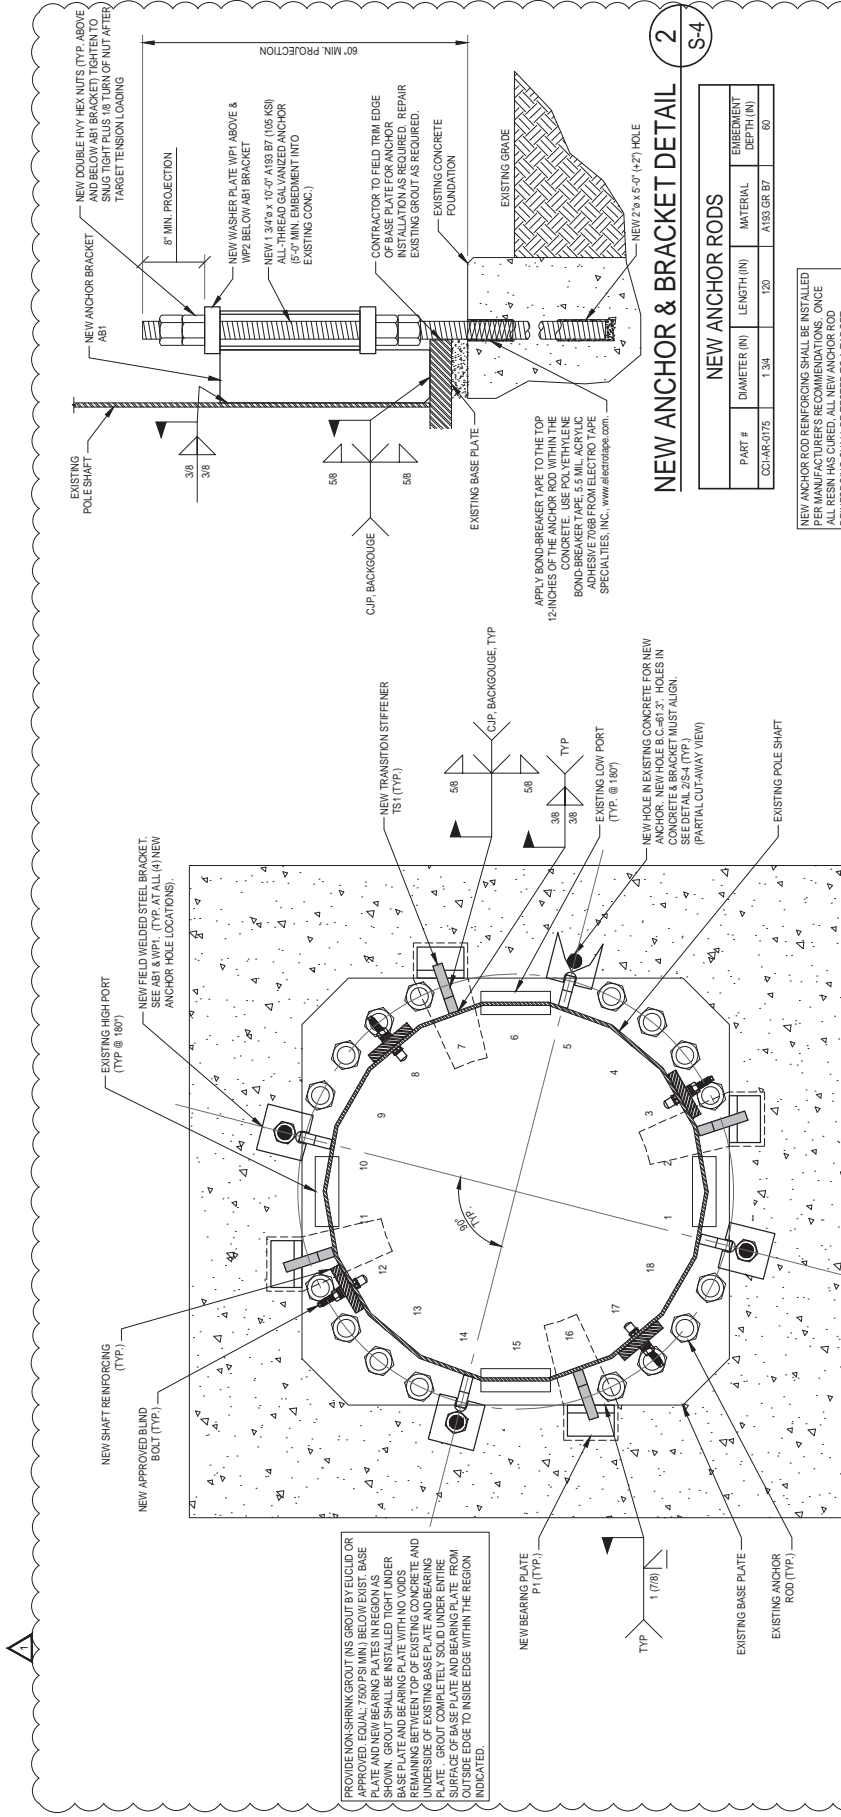 1
PROVIDE NON-SHRINK GROUT (NS GROUT BY EUCLID OR
APPROVED. EQUAL; 7500 PSI MIN.) BELOW EXIST. BASE
PLATE AND NEW BEARING PLATES IN REGION AS
SHOWN. GROUT SHALL BE INSTALLED TIGHT UNDER
BASE PLATE AND BEARING PLATE WITH NO VOIDS
REMAINING BETWEEN TOP OF EXISTING CONCRETE AND
UNDERSIDE OF EXISTING BASE PLATE AND BEARING
PLATE. GROUT COMPLETELY SOLID UNDER ENTIRE
SURFACE OF BASE PLATE AND BEARING PLATE FROM
OUTSIDE EDGE TO INSIDE EDGE WITHIN THE REGION
INDICATED.
NEW SHAFT REINFORCING
(TYP.)
NEW APPROVED BLIND
BOLT (TYP.)
EXISTING HIGH PORT
(TYP @ 180°)
NEW FIELD WELDED STEEL BRACKET.
SEE AB1 & WP1. (TYP. AT ALL (4) NEW
ANCHOR HOLE LOCATIONS).
NEW TRANSITION STIFFENER
TS1 (TYP.)
5/8
5/8
CJP, BACKGOUGE, TYP
3/8
3/8
TYP
EXISTING LOW PORT
(TYP. @ 180°)
NEW HOLE IN EXISTING CONCRETE FOR NEW
ANCHOR. NEW HOLE B.C.=61.3". HOLES IN
CONCRETE & BRACKET MUST ALIGN.
SEE DETAIL 2/S-4 (TYP.)
(PARTIAL CUT-AWAY VIEW)
EXISTING POLE SHAFT
NEW BEARING PLATE
P1 (TYP.)
TYP
1 (7/8)
EXISTING BASE PLATE
EXISTING ANCHOR
ROD (TYP.)
90°
TYP.
1
2
3
4
5
6
7
8
9
10
11
12
13
14
15
16
17
18
EXISTING
POLE SHAFT
NEW ANCHOR BRACKET
AB1
NEW DOUBLE HVY HEX NUTS (TYP. ABOVE
AND BELOW AB1 BRACKET) TIGHTEN TO
SNUG TIGHT PLUS 1/8 TURN OF NUT AFTER
TARGET TENSION LOADING
8" MIN. PROJECTION
60" MIN. PROJECTION
NEW WASHER PLATE WP1 ABOVE &
WP2 BELOW AB1 BRACKET
NEW 1 3/4"ø x 10'-0" A193 B7 (105 KSI)
ALL-THREAD GALVANIZED ANCHOR
(5'-0" MIN. EMBEDMENT INTO
EXISTING CONC.)
CONTRACTOR TO FIELD TRIM EDGE
OF BASE PLATE FOR ANCHOR
INSTALLATION AS REQUIRED. REPAIR
EXISTING GROUT AS REQUIRED.
EXISTING CONCRETE
FOUNDATION
EXISTING GRADE
NEW 2"ø x 5'-0" (+2") HOLE
3/8
3/8
5/8
5/8
CJP, BACKGOUGE
EXISTING BASE PLATE
APPLY BOND-BREAKER TAPE TO THE TOP
12-INCHES OF THE ANCHOR ROD WITHIN THE
CONCRETE. USE POLYETHYLENE
BOND-BREAKER TAPE, 5.5 MIL, ACRYLIC
ADHESIVE 706B FROM ELECTRO TAPE
SPECIALTIES, INC., www.electrotape.com.
NEW ANCHOR & BRACKET DETAIL
2
S-4
NEW ANCHOR RODS
PART # DIAMETER (IN) LENGTH (IN) MATERIAL EMBEDMENT DEPTH (IN)
CCI-AR-0175 1 3/4 120 A193 GR B7 60
NEW ANCHOR ROD REINFORCING SHALL BE INSTALLED
PER MANUFACTURER'S RECOMMENDATIONS. ONCE
ALL RESIN HAS CURED, ALL NEW ANCHOR ROD